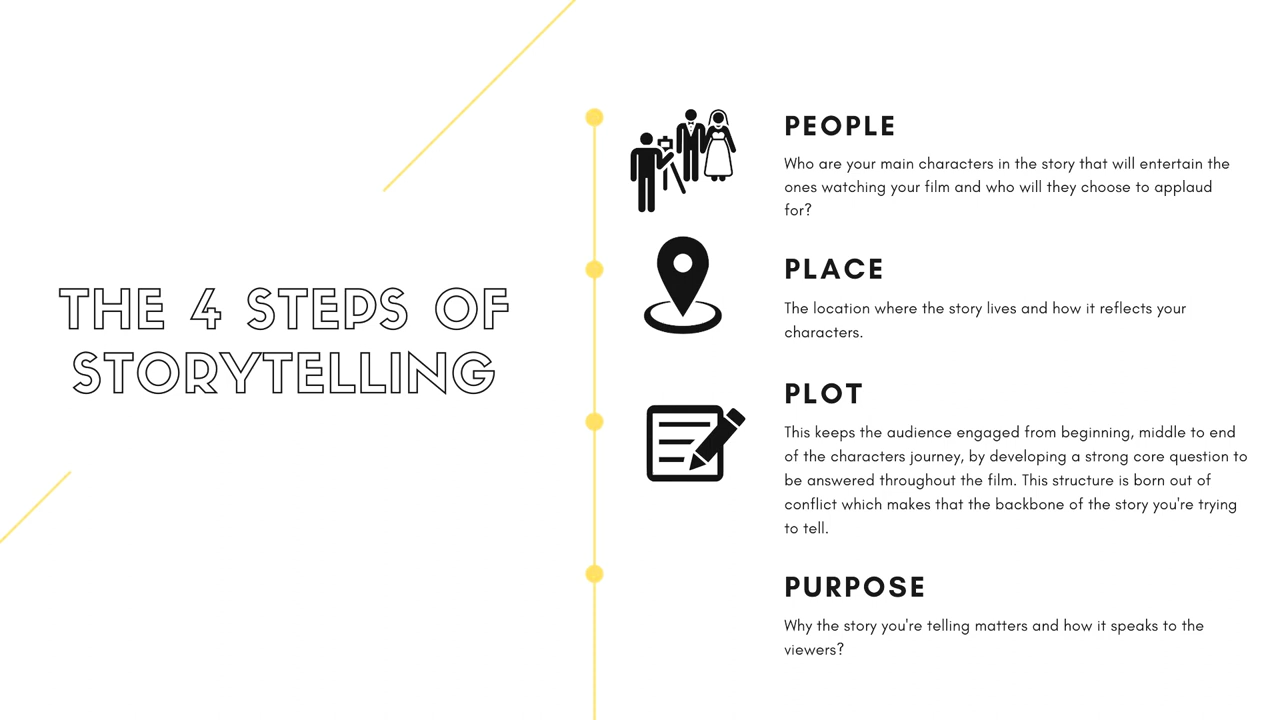 THE 4 STEPS OF
STORYTELLING
PEOPLE
Who are your main characters in the story that will entertain the
ones watching your film and who will they choose to applaud
for?
PLACE
The location where the story lives and how it reflects your
characters.
PLOT
This keeps the audience engaged from beginning, middle to end
of the characters journey, by developing a strong core question to
be answered throughout the film. This structure is born out of
conflict which makes that the backbone of the story you're trying
to tell.
PURPOSE
Why the story you're telling matters and how it speaks to the
viewers?